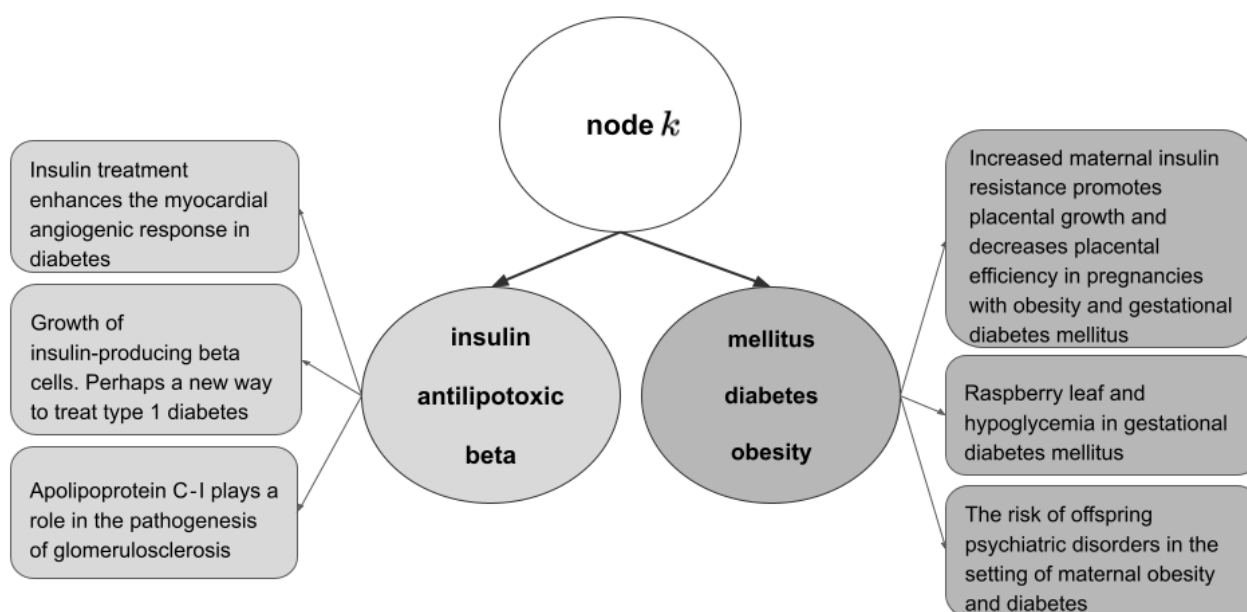 node k
Insulin treatment
enhances the myocardial
angiogenic response in
diabetes
Growth of
insulin-producing beta
cells. Perhaps a new way
to treat type 1 diabetes
Apolipoprotein C-I plays a
role in the pathogenesis
of glomerulosclerosis
insulin
antilipotoxic
beta
mellitus
diabetes
obesity
Increased maternal insulin
resistance promotes
placental growth and
decreases placental
efficiency in pregnancies
with obesity and gestational
diabetes mellitus
Raspberry leaf and
hypoglycemia in gestational
diabetes mellitus
The risk of offspring
psychiatric disorders in the
setting of maternal obesity
and diabetes